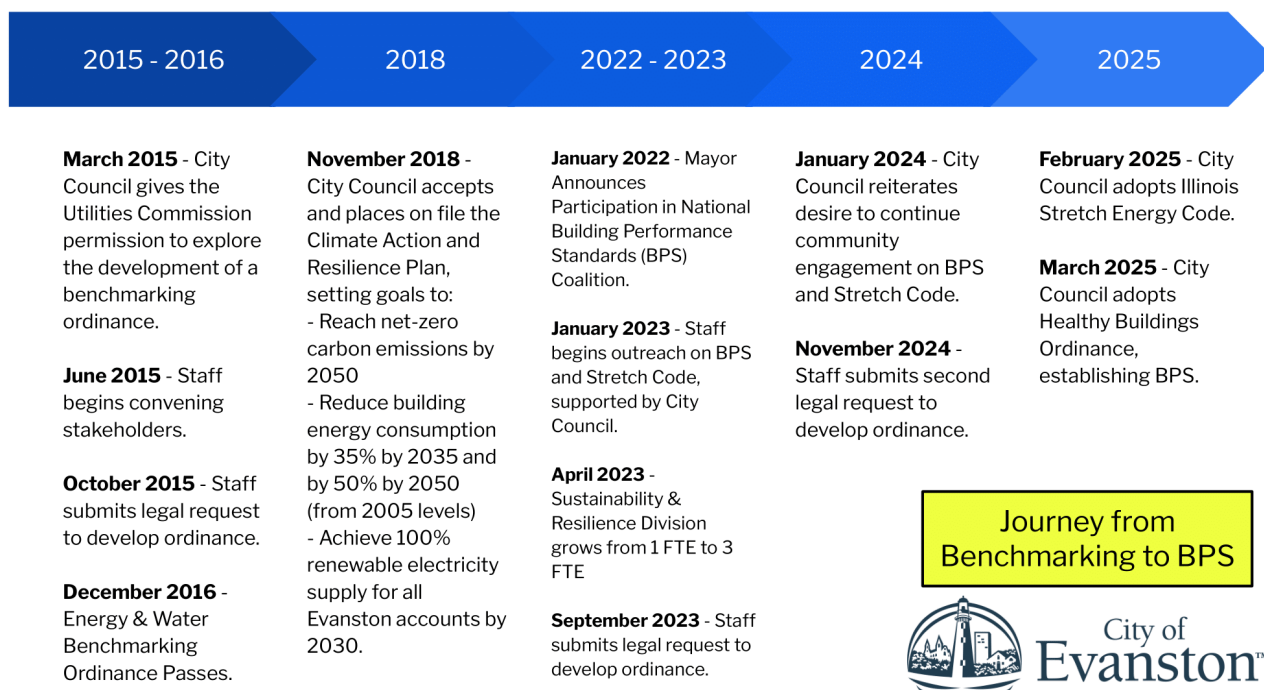 2015 - 2016
2018
2022 - 2023
2024
2025
March 2015 - City
Council gives the
Utilities Commission
permission to explore
the development of a
benchmarking
ordinance.
June 2015 - Staff
begins convening
stakeholders.
October 2015 - Staff
submits legal request
to develop ordinance.
December 2016 -
Energy & Water
Benchmarking
Ordinance Passes.
November 2018 -
City Council accepts
and places on file the
Climate Action and
Resilience Plan,
setting goals to:
- Reach net-zero
carbon emissions by
2050
- Reduce building
energy consumption
by 35% by 2035 and
by 50% by 2050
(from 2005 levels)
- Achieve 100%
renewable electricity
supply for all
Evanston accounts by
2030.
January 2022 - Mayor
Announces
Participation in National
Building Performance
Standards (BPS)
Coalition.
January 2023 - Staff
begins outreach on BPS
and Stretch Code,
supported by City
Council.
April 2023 -
Sustainability &
Resilience Division
grows from 1 FTE to 3
FTE
September 2023 - Staff
submits legal request to
develop ordinance.
January 2024 - City
Council reiterates
desire to continue
community
engagement on BPS
and Stretch Code.
November 2024 -
Staff submits second
legal request to
develop ordinance.
February 2025 - City
Council adopts Illinois
Stretch Energy Code.
March 2025 - City
Council adopts
Healthy Buildings
Ordinance,
establishing BPS.
Journey from
Benchmarking to BPS
City of
Evanston™